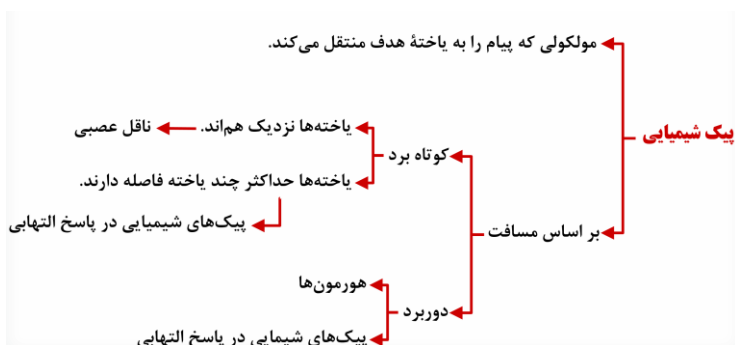 مولکولی که پیام را به یاختهٔ هدف منتقل می‌کند.
پیک شیمیایی
یاخته‌ها نزدیک هم‌اند.
ناقل عصبی
کوتاه برد
یاخته‌ها حداکثر چند یاخته فاصله دارند.
پیک‌های شیمیایی در پاسخ التهابی
بر اساس مسافت
هورمون‌ها
دوربرد
پیک‌های شیمایی در پاسخ التهابی